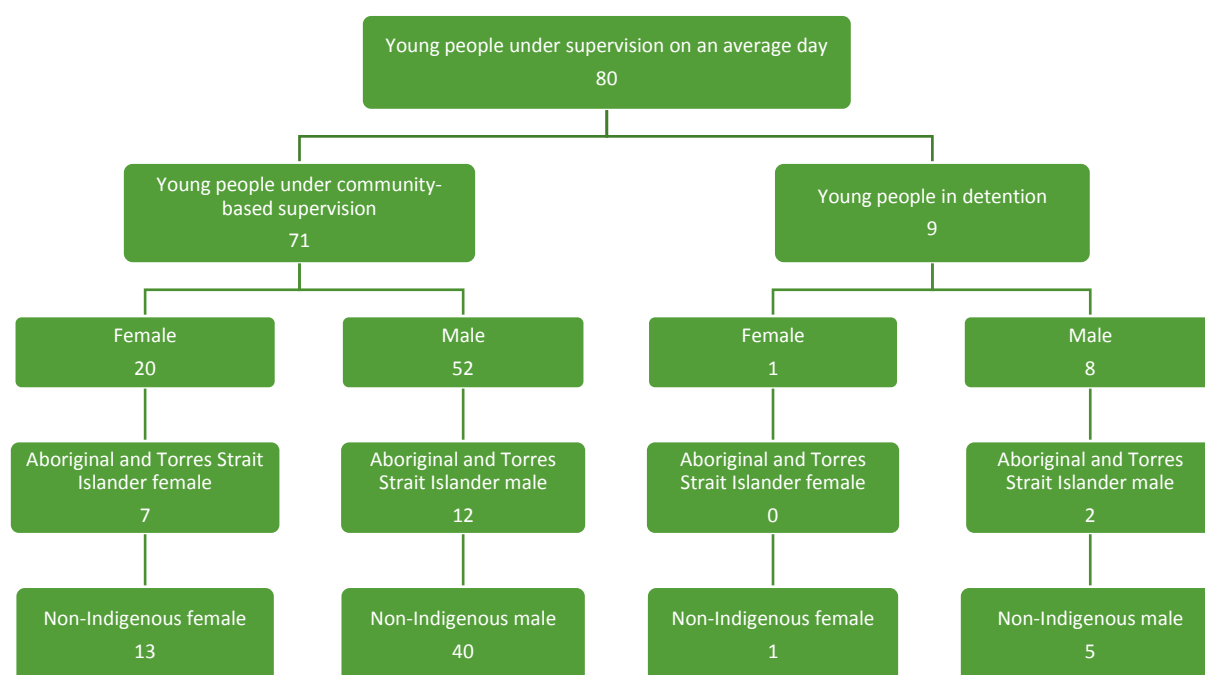 Young people under supervision on an average day
80
Young people under community-
based supervision
71
Young people in detention
9
Female
20
Male
52
Female
1
Male
8
Aboriginal and Torres Strait
Islander female
7
Aboriginal and Torres
Strait Islander male
12
Aboriginal and Torres
Strait Islander female
0
Aboriginal and Torres
Strait Islander male
2
Non-Indigenous female
13
Non-Indigenous male
40
Non-Indigenous female
1
Non-Indigenous male
5